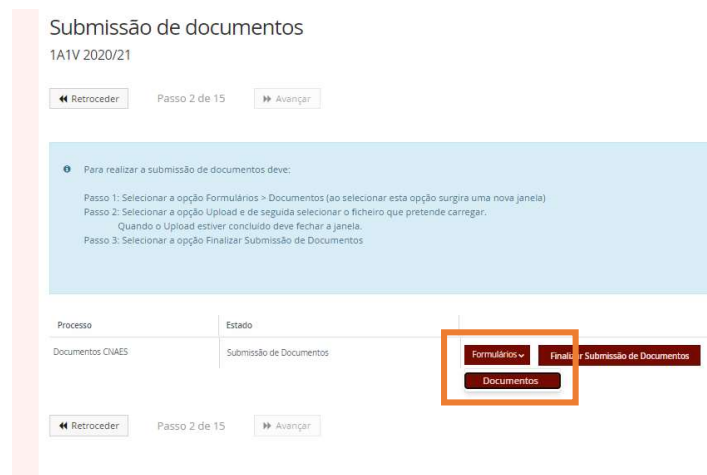 Submissão de documentos
1A1V 2020/21
Retroceder Passo 2 de 15 Avançar
Para realizar a submissão de documentos deve:
Passo 1: Selecionar a opção Formulários > Documentos (ao selecionar esta opção surgira uma nova janela)
Passo 2: Selecionar a opção Upload e de seguida selecionar o ficheiro que pretende carregar.
Quando o Upload estiver concluído deve fechar a janela.
Passo 3: Selecionar a opção Finalizar Submissão de Documentos
Processo Estado
Documentos CNAES Submissão de Documentos Formulários Finalizar Submissão de Documentos
Documentos
Retroceder Passo 2 de 15 Avançar